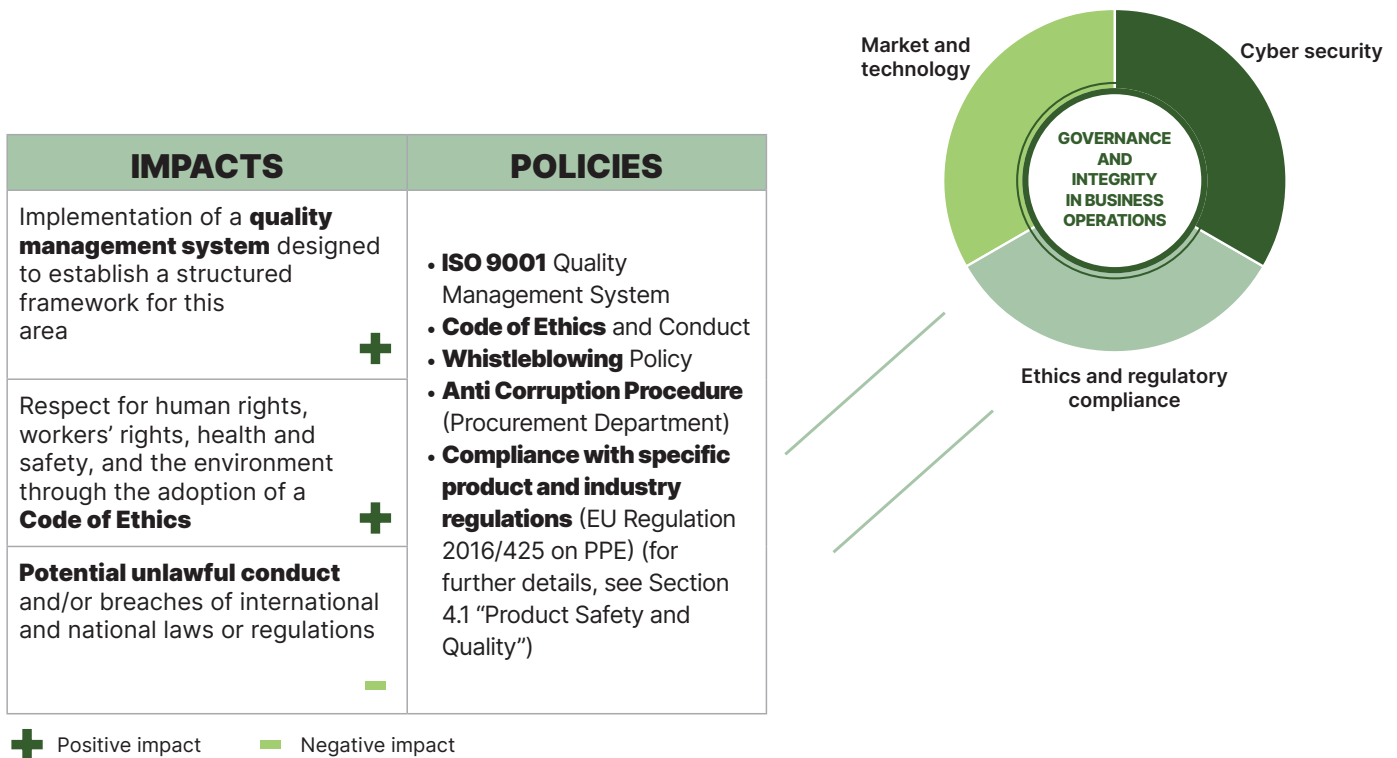 Market and
technology
Cyber security
GOVERNANCE
AND
INTEGRITY
IN BUSINESS
OPERATIONS
Ethics and regulatory
compliance
IMPACTS
POLICIES
Implementation of a quality
management system designed
to establish a structured
framework for this
area
Respect for human rights,
workers’ rights, health and
safety, and the environment
through the adoption of a
Code of Ethics
Potential unlawful conduct
and/or breaches of international
and national laws or regulations
• ISO 9001 Quality
Management System
• Code of Ethics and Conduct
• Whistleblowing Policy
• Anti Corruption Procedure
(Procurement Department)
• Compliance with specific
product and industry
regulations (EU Regulation
2016/425 on PPE) (for
further details, see Section
4.1 “Product Safety and
Quality”)
Positive impact
Negative impact